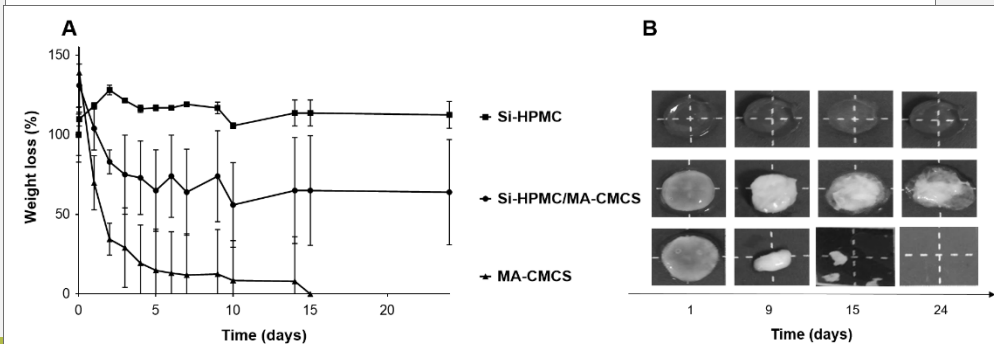 A
B
150
100
50
0
0
5
10
15
20
Weight loss (%)
Time (days)
Si-HPMC
Si-HPMC/MA-CMCS
MA-CMCS
1
9
15
24
Time (days)